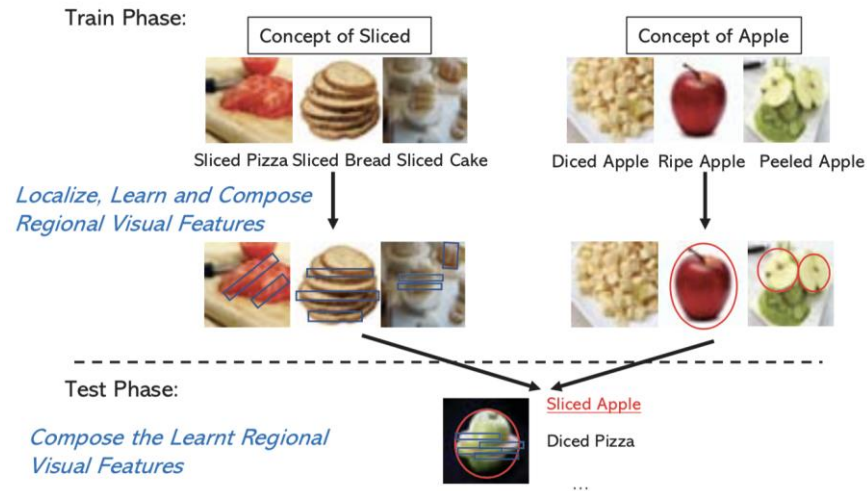 Train Phase:
Concept of Sliced
Concept of Apple
Sliced Pizza Sliced Bread Sliced Cake
Diced Apple Ripe Apple Peeled Apple
Localize, Learn and Compose
Regional Visual Features
Test Phase:
Sliced Apple
Compose the Learnt Regional
Visual Features
Diced Pizza
...